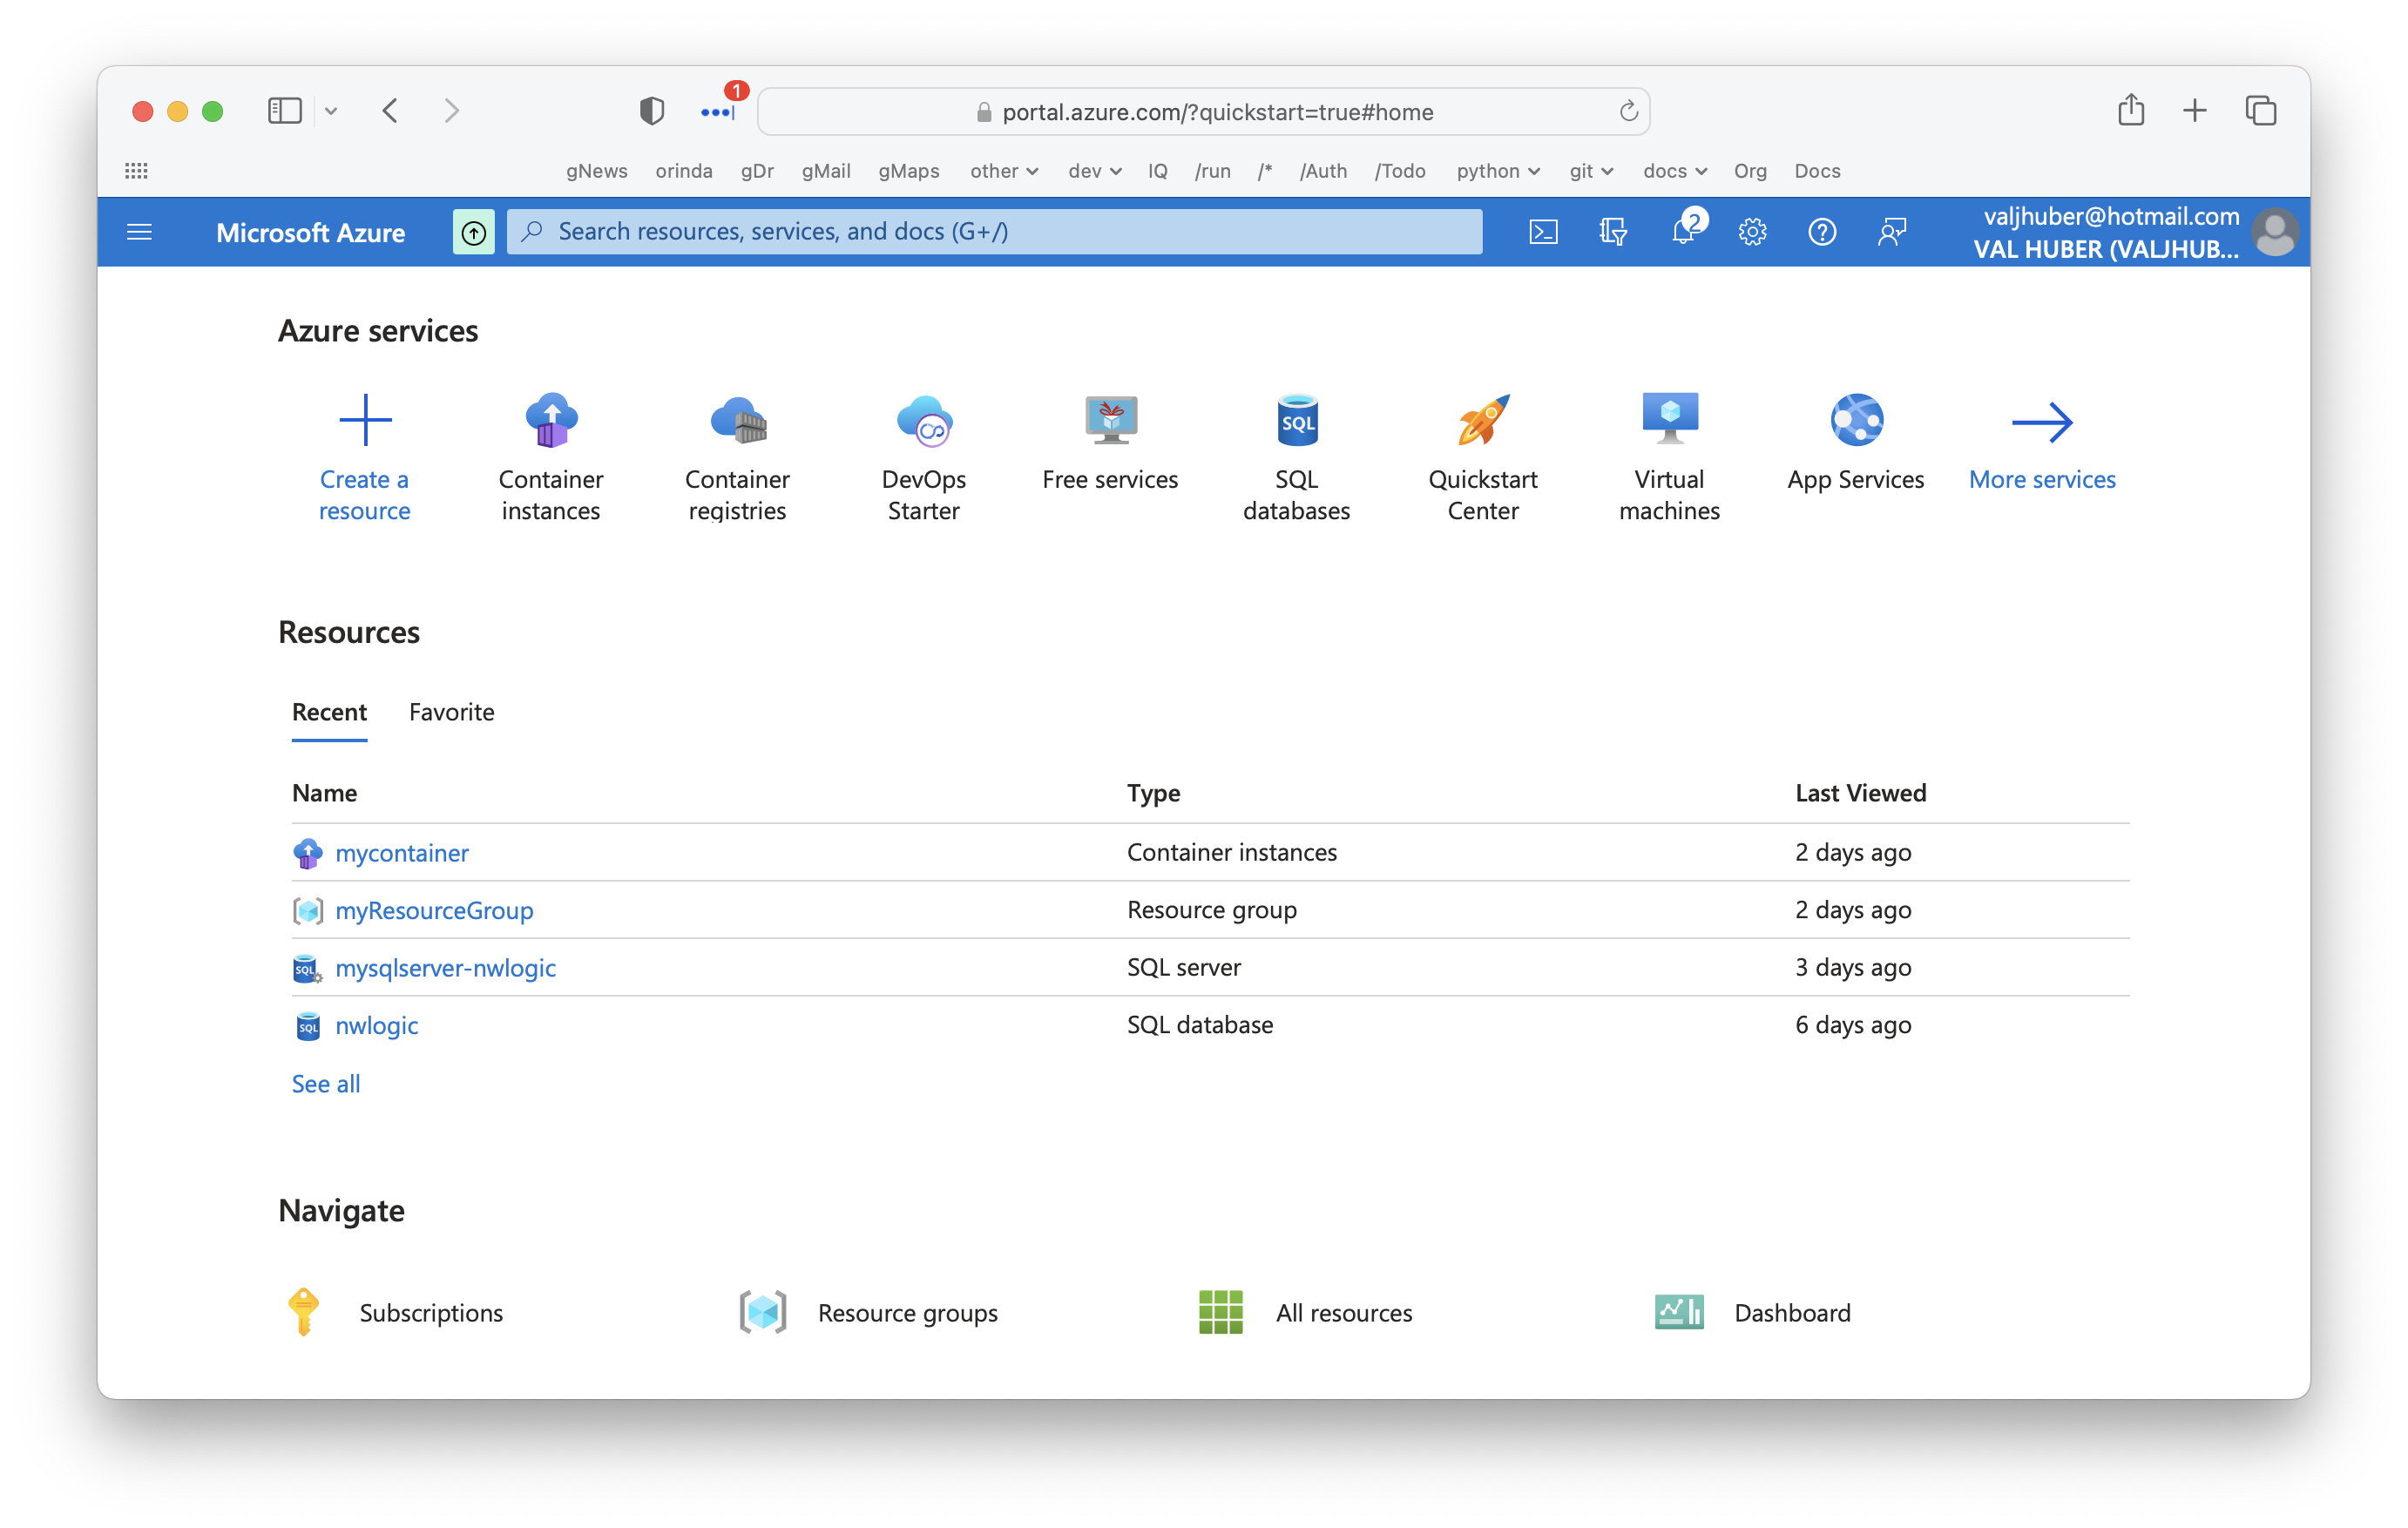 1
portal.azure.com/?quickstart=true#home
gNews orinda gDr gMail gMaps other dev IQ /run /* /Auth /Todo python git docs Org Docs
Microsoft Azure
Search resources, services, and docs (G+/)
2
valjhuber@hotmail.com
VAL HUBER (VALJHUB...
Azure services
Create a resource
Container instances
Container registries
DevOps Starter
Free services
SQL
SQL databases
Quickstart Center
Virtual machines
App Services
More services
Resources
Recent Favorite
Name Type Last Viewed
mycontainer Container instances 2 days ago
myResourceGroup Resource group 2 days ago
SQL mysqlserver-nwlogic SQL server 3 days ago
SQL nwlogic SQL database 6 days ago
See all
Navigate
Subscriptions Resource groups All resources Dashboard